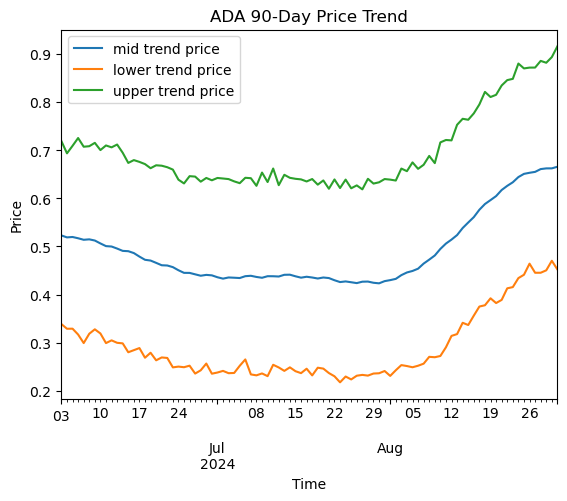 ADA 90-Day Price Trend
mid trend price
lower trend price
upper trend price
Price
0.9
0.8
0.7
0.6
0.5
0.4
0.3
0.2
03 10 17 24 08 15 22 29 05 12 19 26
Jul Aug
2024
Time